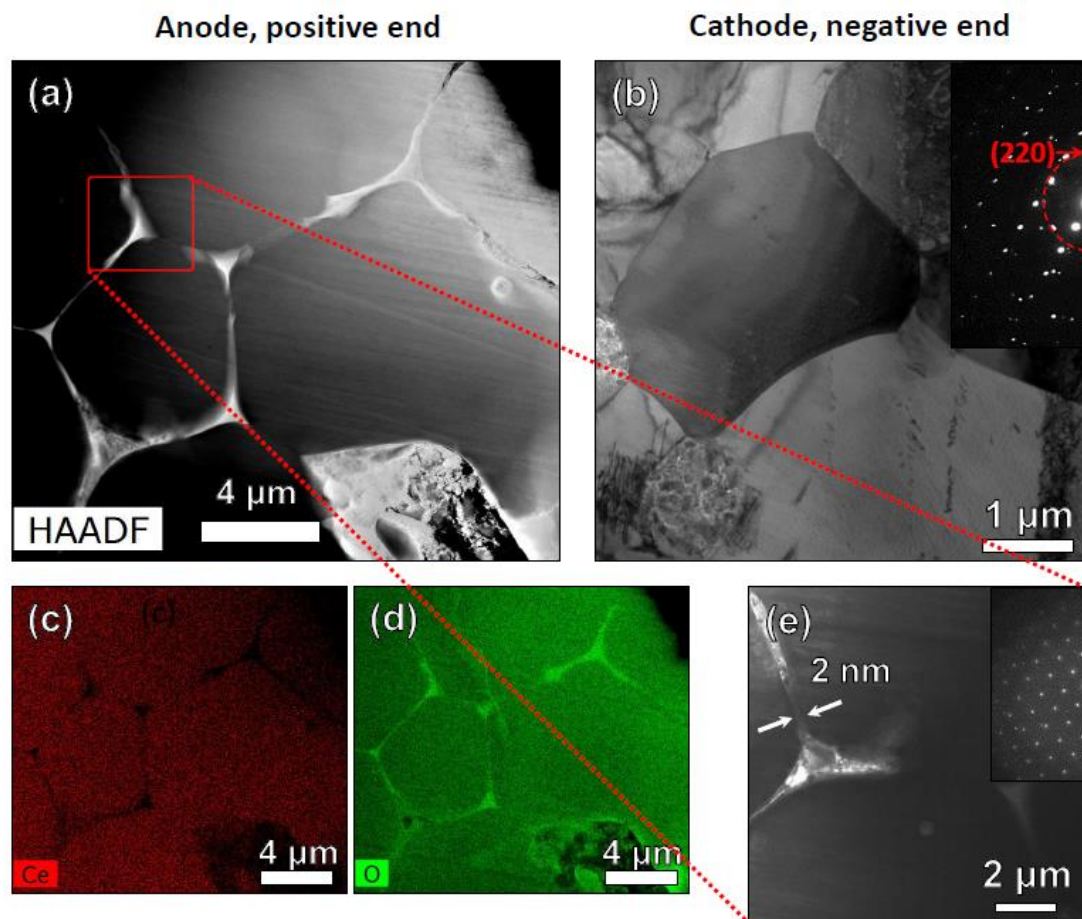 Anode, positive end
Cathode, negative end
(a)
(b)
(220)
4 µm
HAADF
1 µm
(c)
(c)
(d)
(e)
2 nm
Ce
4 µm
O
4 µm
2 µm